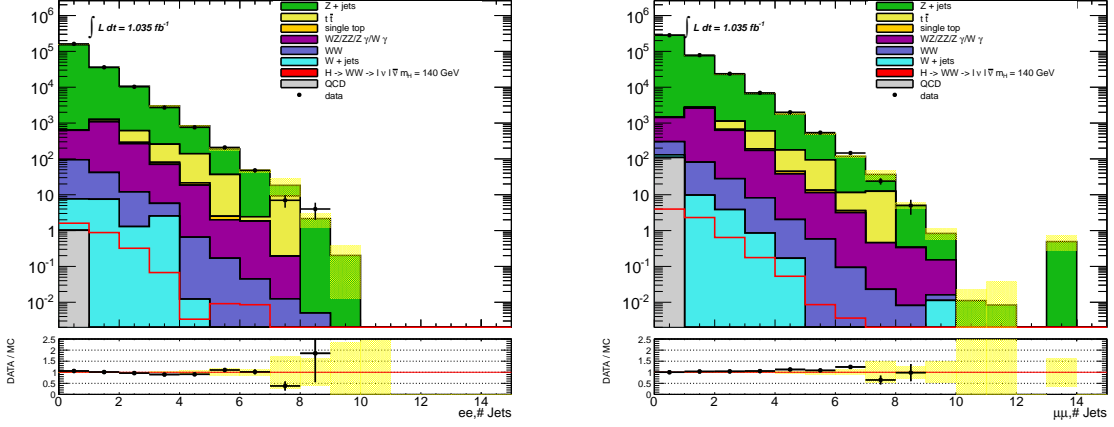 ∫ L dt = 1.035 fb⁻¹
Z + jets
t t̅
single top
WZ/ZZ/Z γ/W γ
WW
W + jets
H -> WW -> l ν l ν̅ m_H = 140 GeV
QCD
data
10⁶
10⁵
10⁴
10³
10²
10
1
10⁻¹
10⁻²
DATA / MC
2.5
2
1.5
1
0.5
0
0 2 4 6 8 10 12 14
ee,# Jets
∫ L dt = 1.035 fb⁻¹
Z + jets
t t̅
single top
WZ/ZZ/Z γ/W γ
WW
W + jets
H -> WW -> l ν l ν̅ m_H = 140 GeV
QCD
data
10⁶
10⁵
10⁴
10³
10²
10
1
10⁻¹
10⁻²
DATA / MC
2.5
2
1.5
1
0.5
0
0 2 4 6 8 10 12 14
μμ,# Jets